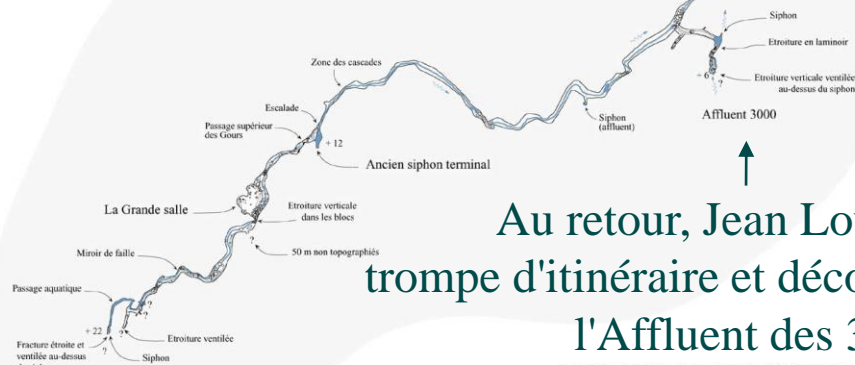 Siphon
Etroiture en laminoir
+ 6
?
Etroiture verticale ventilée
au-dessus du siphon
Affluent 3000
Zone des cascades
Escalade
Passage supérieur
des Gours
+ 12
Ancien siphon terminal
Siphon
(affluent)
La Grande salle
Etroiture verticale
dans les blocs
?
50 m non topographiés
Miroir de faille
Passage aquatique
?
?
?
+ 22
?
Etroiture ventilée
Fracture étroite et
ventilée au-dessus
Siphon
Au retour, Jean
trompe d'itinéraire et
l'Affluent des